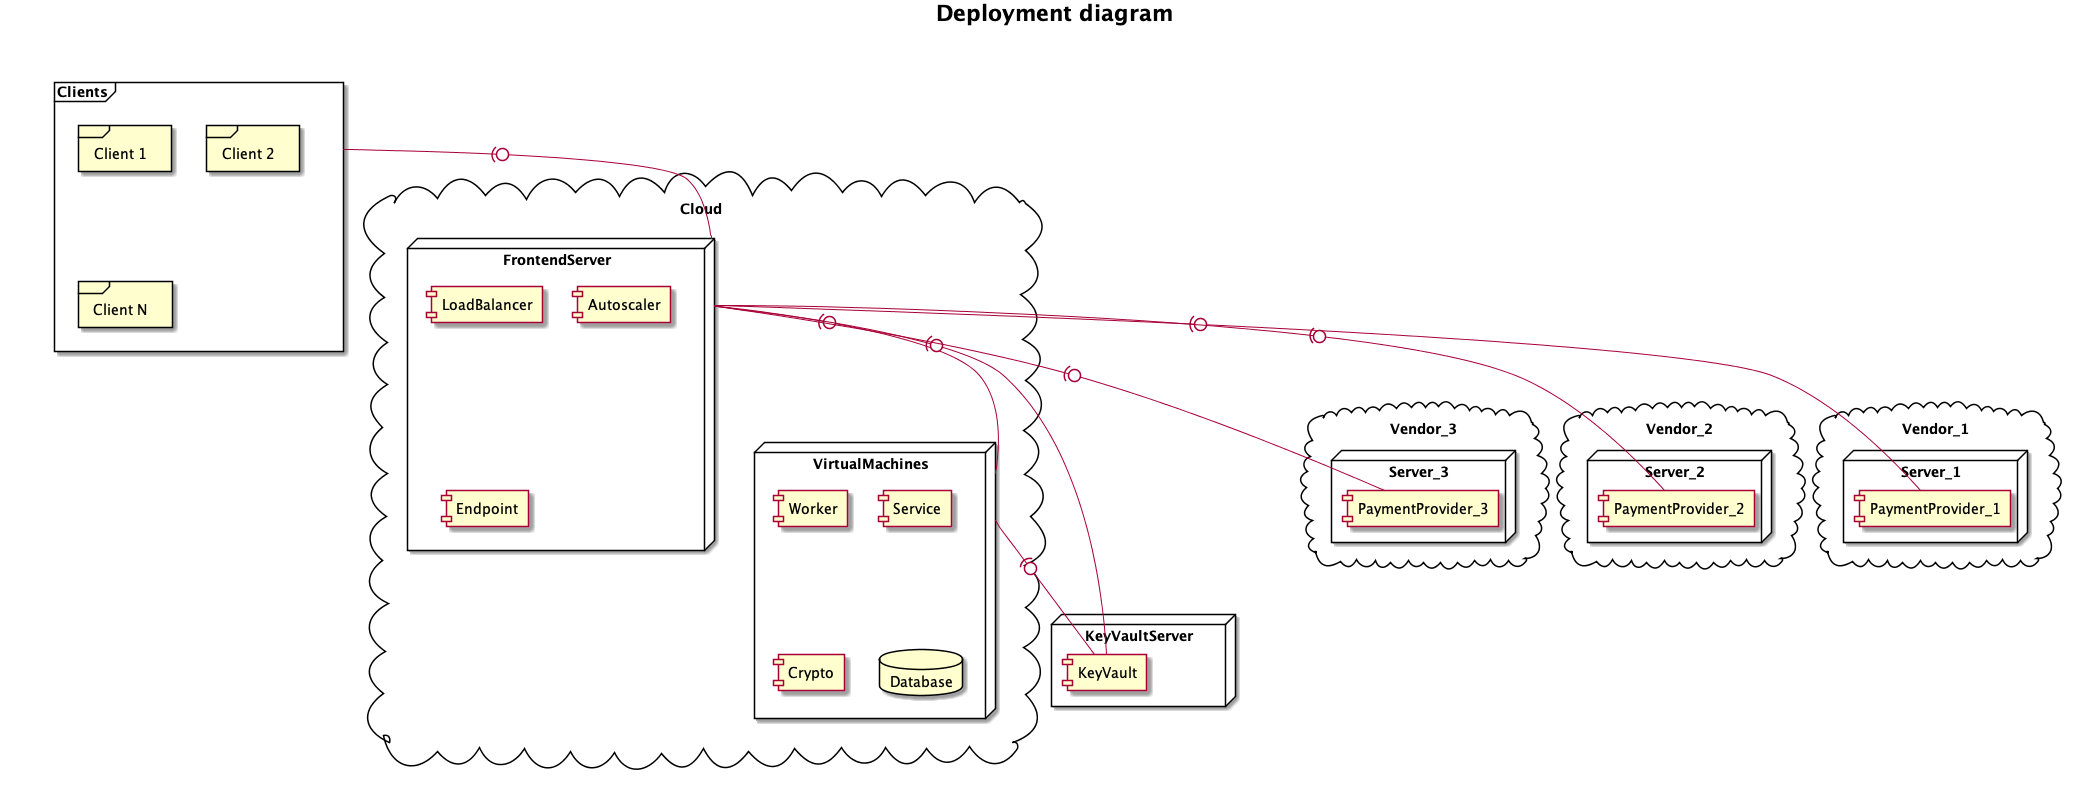 Deployment diagram
Clients
Client 1
Client 2
Client N
Cloud
FrontendServer
LoadBalancer
Autoscaler
Endpoint
VirtualMachines
Worker
Service
Crypto
Database
KeyVaultServer
KeyVault
Vendor_3
Server_3
PaymentProvider_3
Vendor_2
Server_2
PaymentProvider_2
Vendor_1
Server_1
PaymentProvider_1